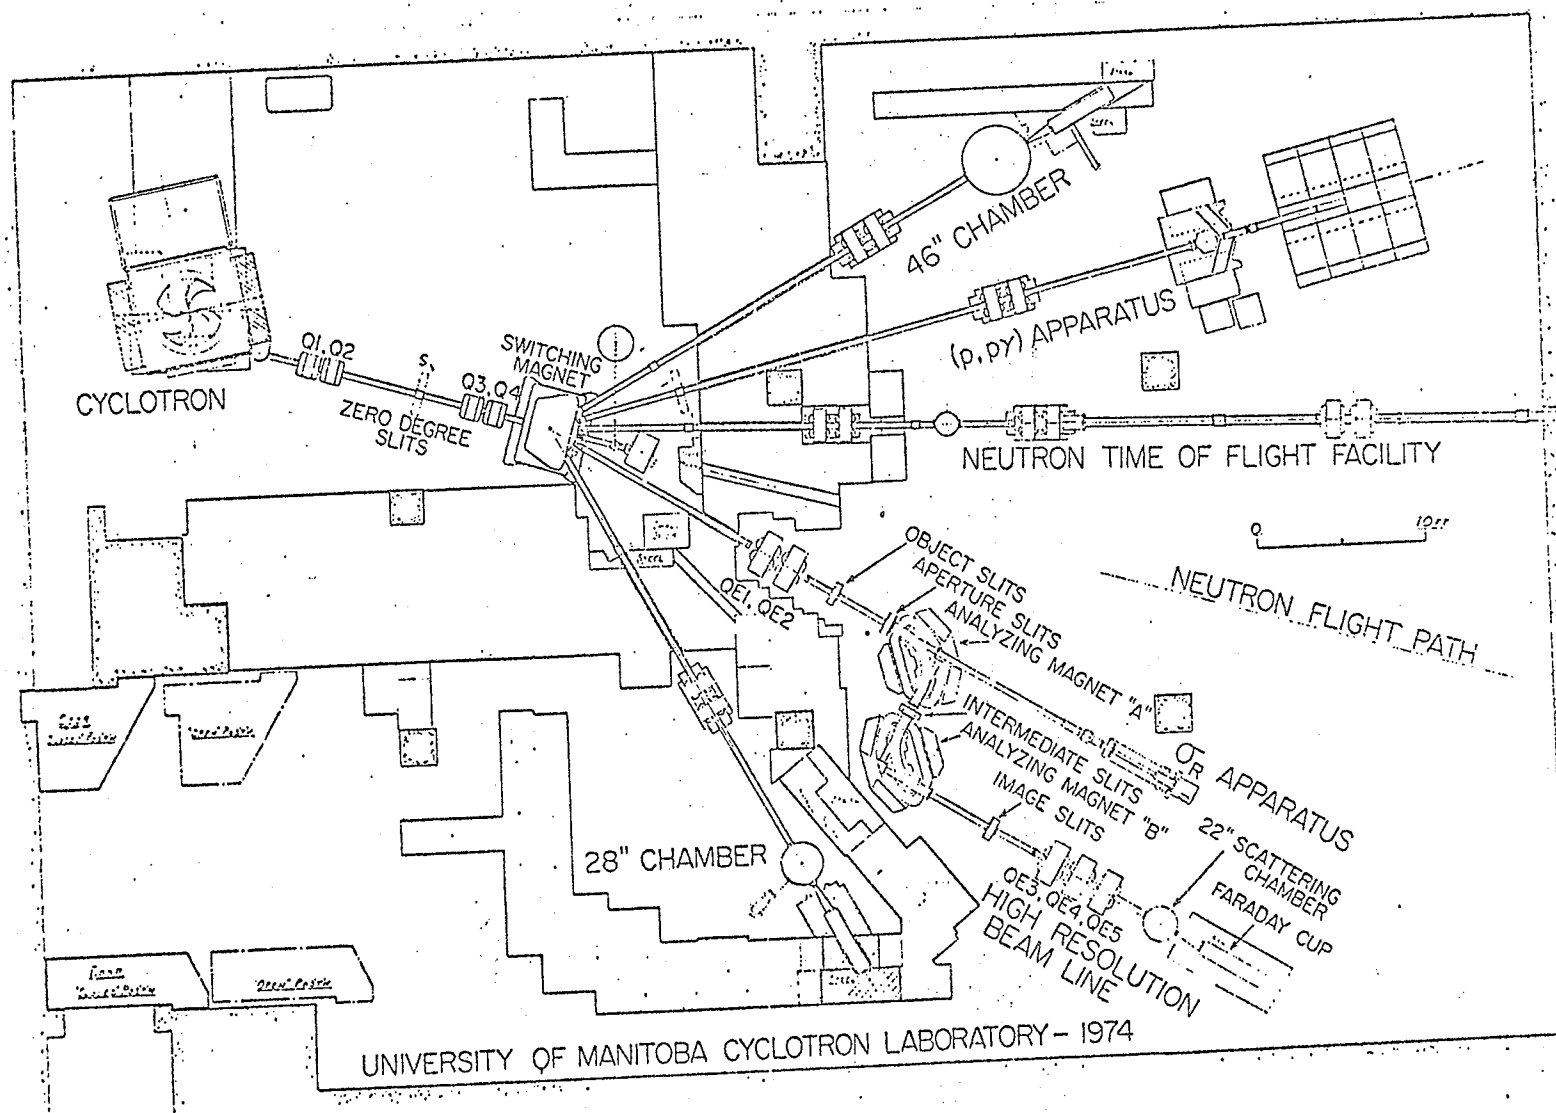 46" CHAMBER
(p,pγ) APPARATUS
CYCLOTRON
Q1, Q2
S
ZERO DEGREE
SLITS
Q3, Q4
SWITCHING
MAGNET
NEUTRON TIME OF FLIGHT FACILITY
0 10 FT
NEUTRON FLIGHT PATH
QE1, QE2
OBJECT SLITS
APERTURE SLITS
ANALYZING MAGNET "A"
INTERMEDIATE SLITS
ANALYZING MAGNET "B"
IMAGE SLITS
σR APPARATUS
22" SCATTERING
CHAMBER
FARADAY CUP
QE3, QE4, QE5
HIGH RESOLUTION
BEAM LINE
28" CHAMBER
UNIVERSITY OF MANITOBA CYCLOTRON LABORATORY - 1974